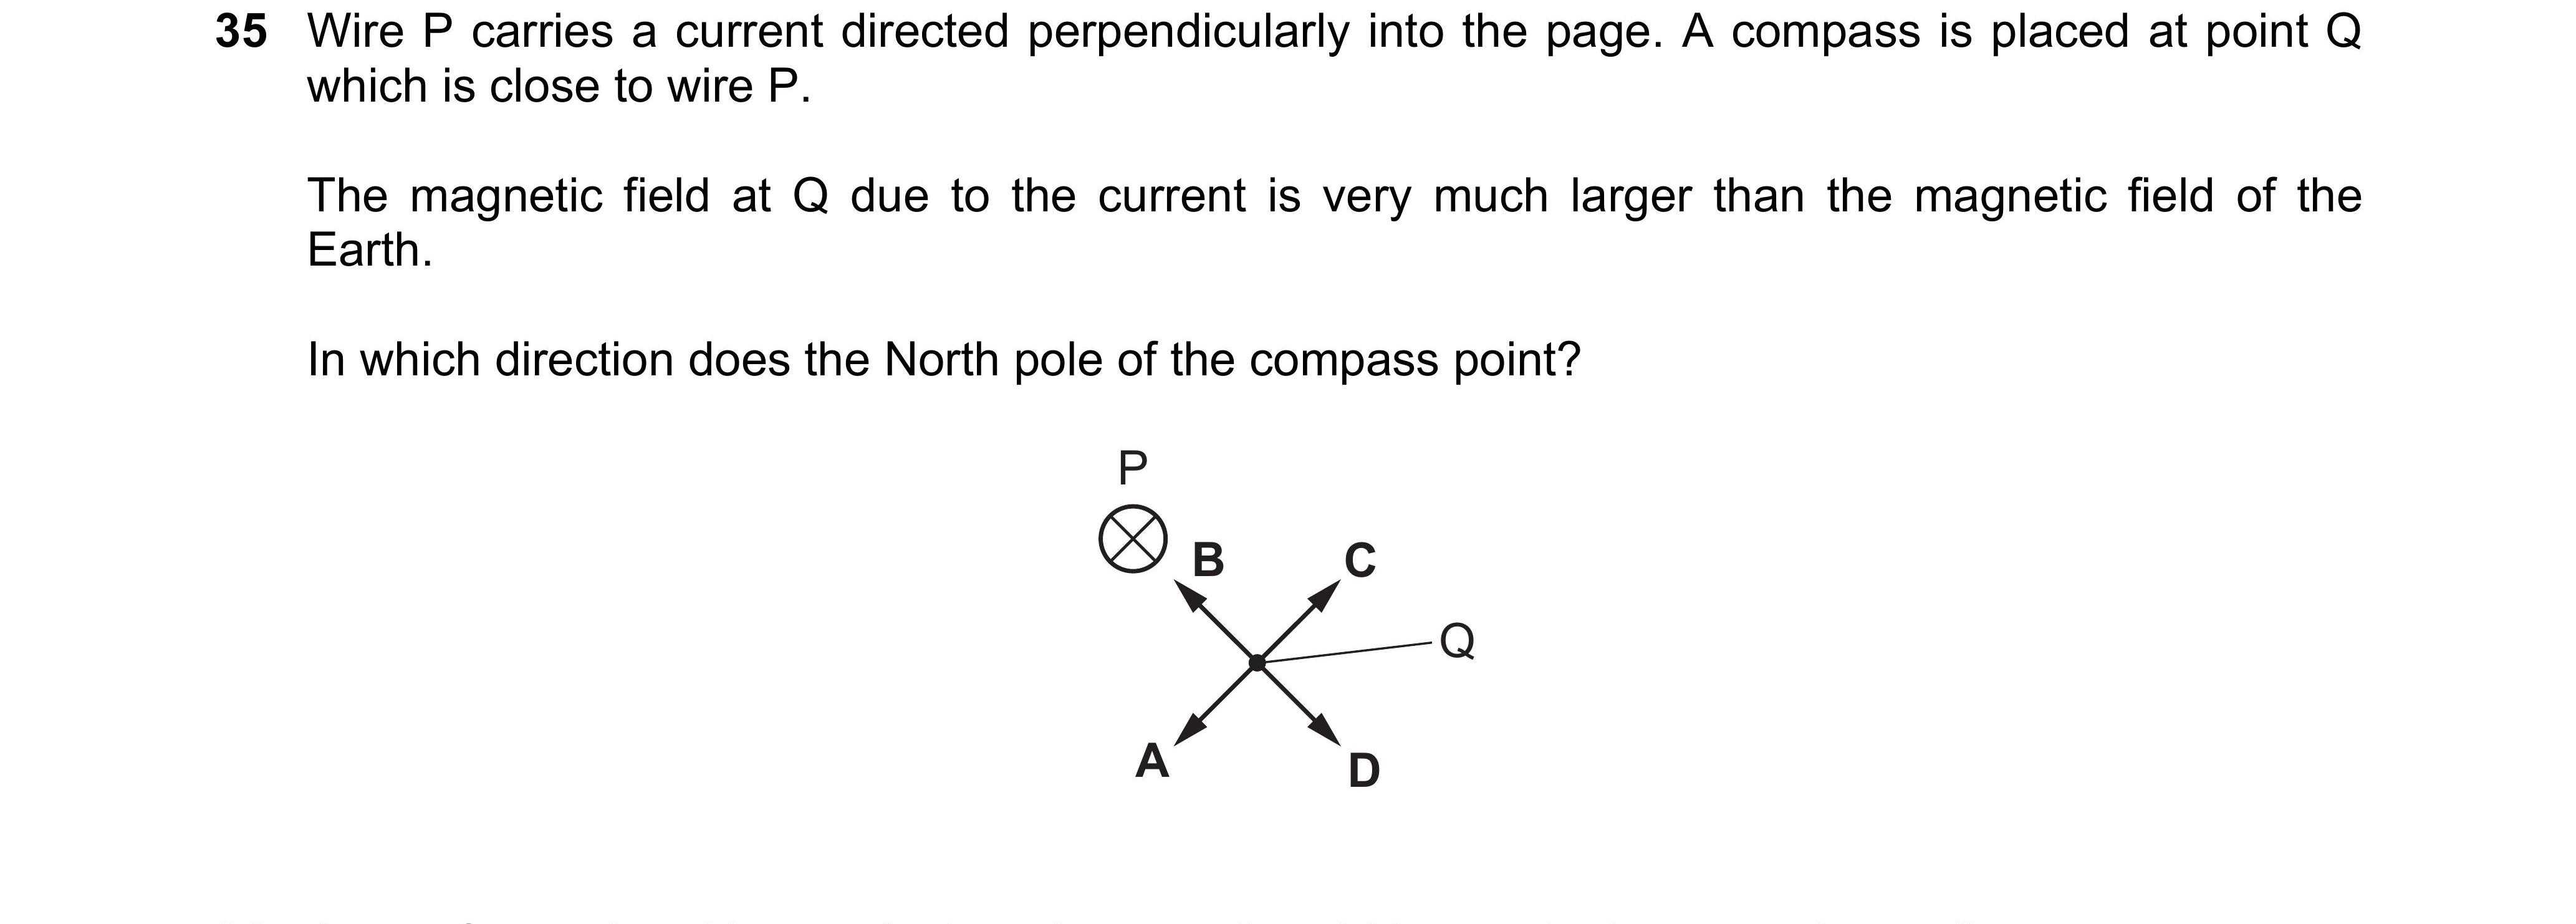 35 Wire P carries a current directed perpendicularly into the page. A compass is placed at point Q
which is close to wire P.
The magnetic field at Q due to the current is very much larger than the magnetic field of the
Earth.
In which direction does the North pole of the compass point?
P
B
C
Q
A
D